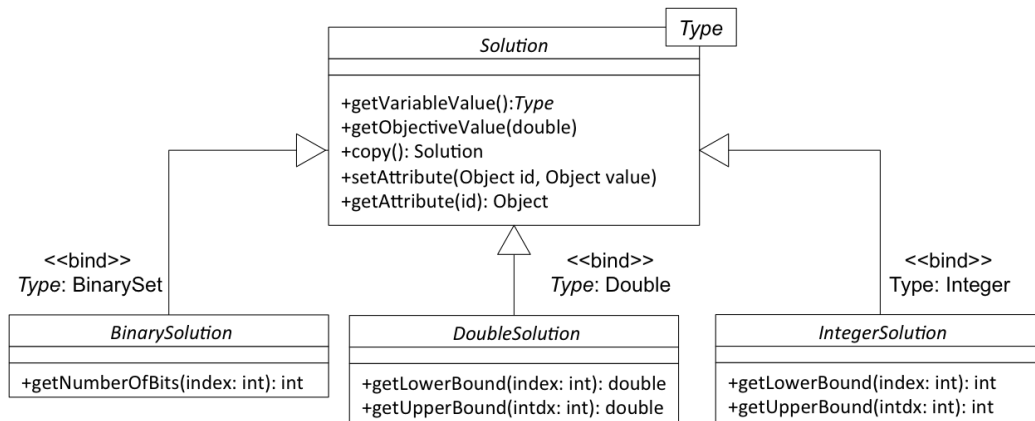 Type
Solution
+getVariableValue():Type
+getObjectiveValue(double)
+copy(): Solution
+setAttribute(Object id, Object value)
+getAttribute(id): Object
<<bind>>
Type: BinarySet
<<bind>>
Type: Double
<<bind>>
Type: Integer
BinarySolution
+getNumberOfBits(index: int): int
DoubleSolution
+getLowerBound(index: int): double
+getUpperBound(intdx: int): double
IntegerSolution
+getLowerBound(index: int): int
+getUpperBound(intdx: int): int